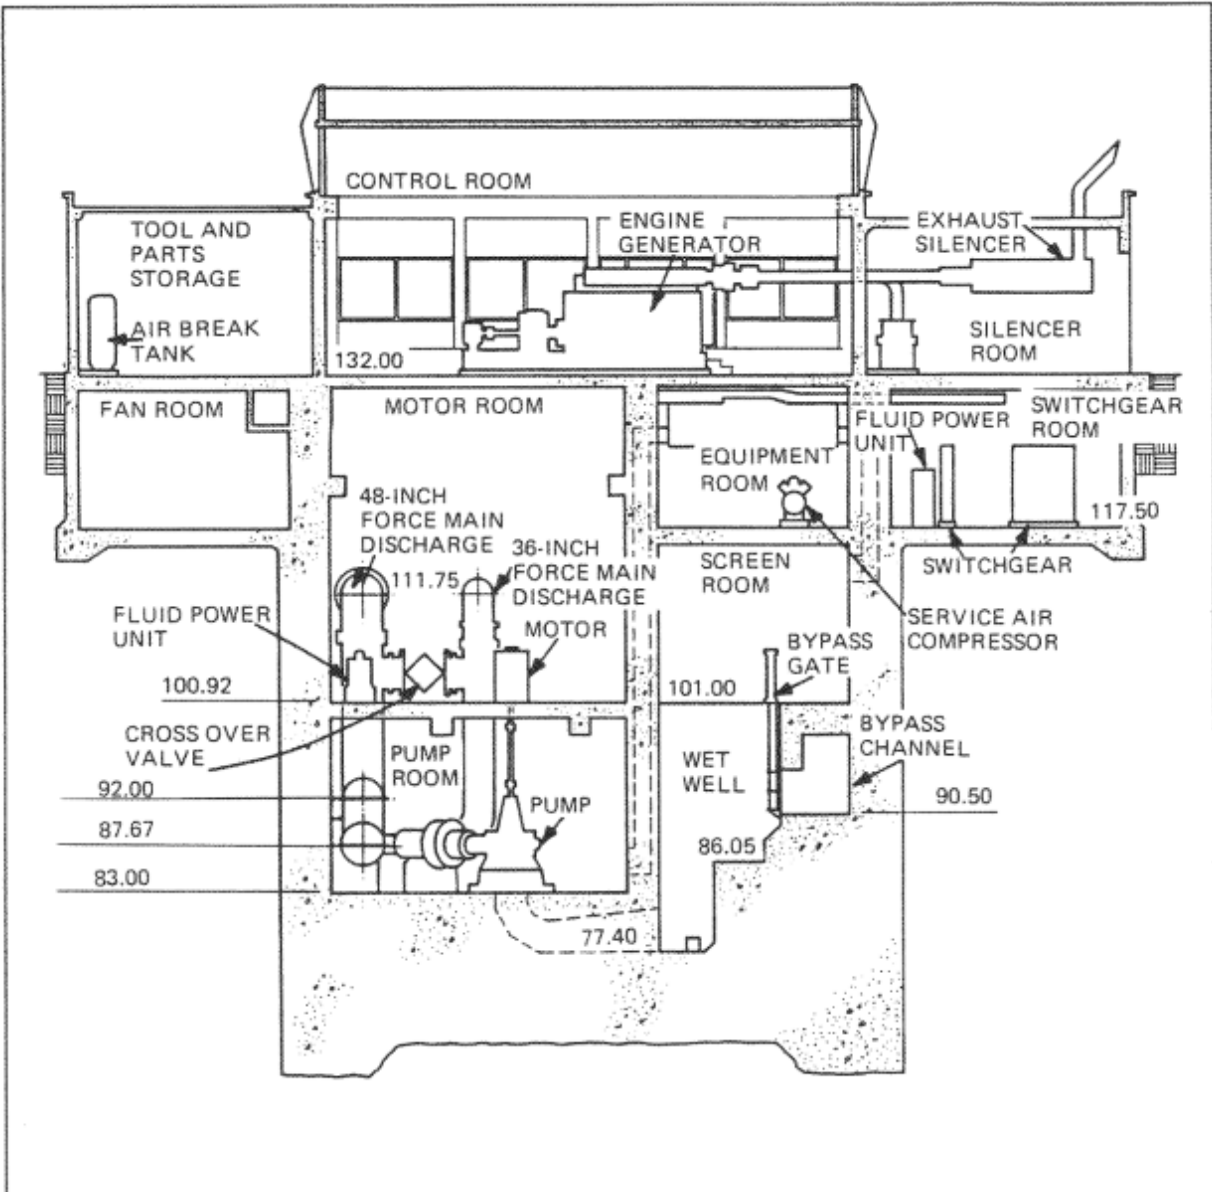 CONTROL ROOM
TOOL AND
PARTS
STORAGE
AIR BREAK
TANK
ENGINE
GENERATOR
EXHAUST
SILENCER
SILENCER
ROOM
132.00
FAN ROOM
MOTOR ROOM
EQUIPMENT
ROOM
FLUID POWER
UNIT
SWITCHGEAR
ROOM
117.50
SWITCHGEAR
48-INCH
FORCE MAIN
DISCHARGE
111.75
36-INCH
FORCE MAIN
DISCHARGE
SCREEN
ROOM
SERVICE AIR
COMPRESSOR
FLUID POWER
UNIT
MOTOR
BYPASS
GATE
100.92
101.00
CROSS OVER
VALVE
PUMP
ROOM
WET
WELL
BYPASS
CHANNEL
92.00
PUMP
90.50
87.67
86.05
83.00
77.40